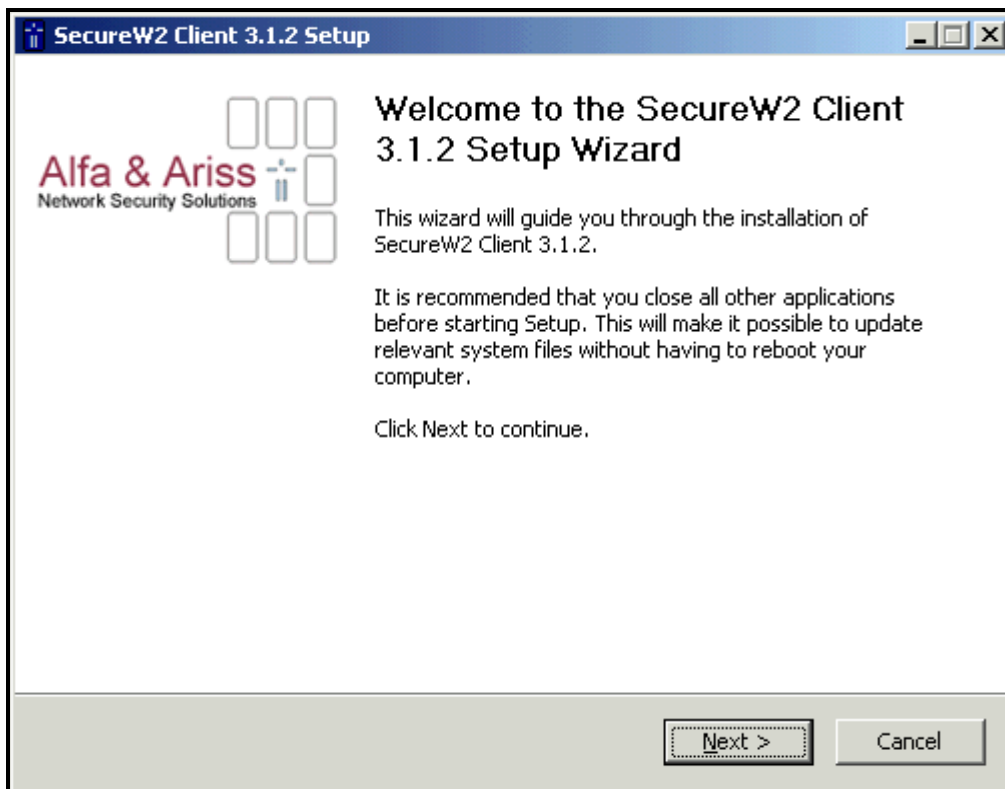 SecureW2 Client 3.1.2 Setup
Alfa & Ariss
Network Security Solutions
Welcome to the SecureW2 Client
3.1.2 Setup Wizard
This wizard will guide you through the installation of
SecureW2 Client 3.1.2.
It is recommended that you close all other applications
before starting Setup. This will make it possible to update
relevant system files without having to reboot your
computer.
Click Next to continue.
Next >
Cancel